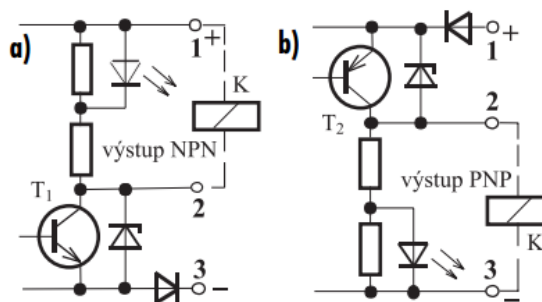 a)
1 +
K
výstup NPN
T1
2
3 −
b)
1 +
T2
2
výstup PNP
K
3 −